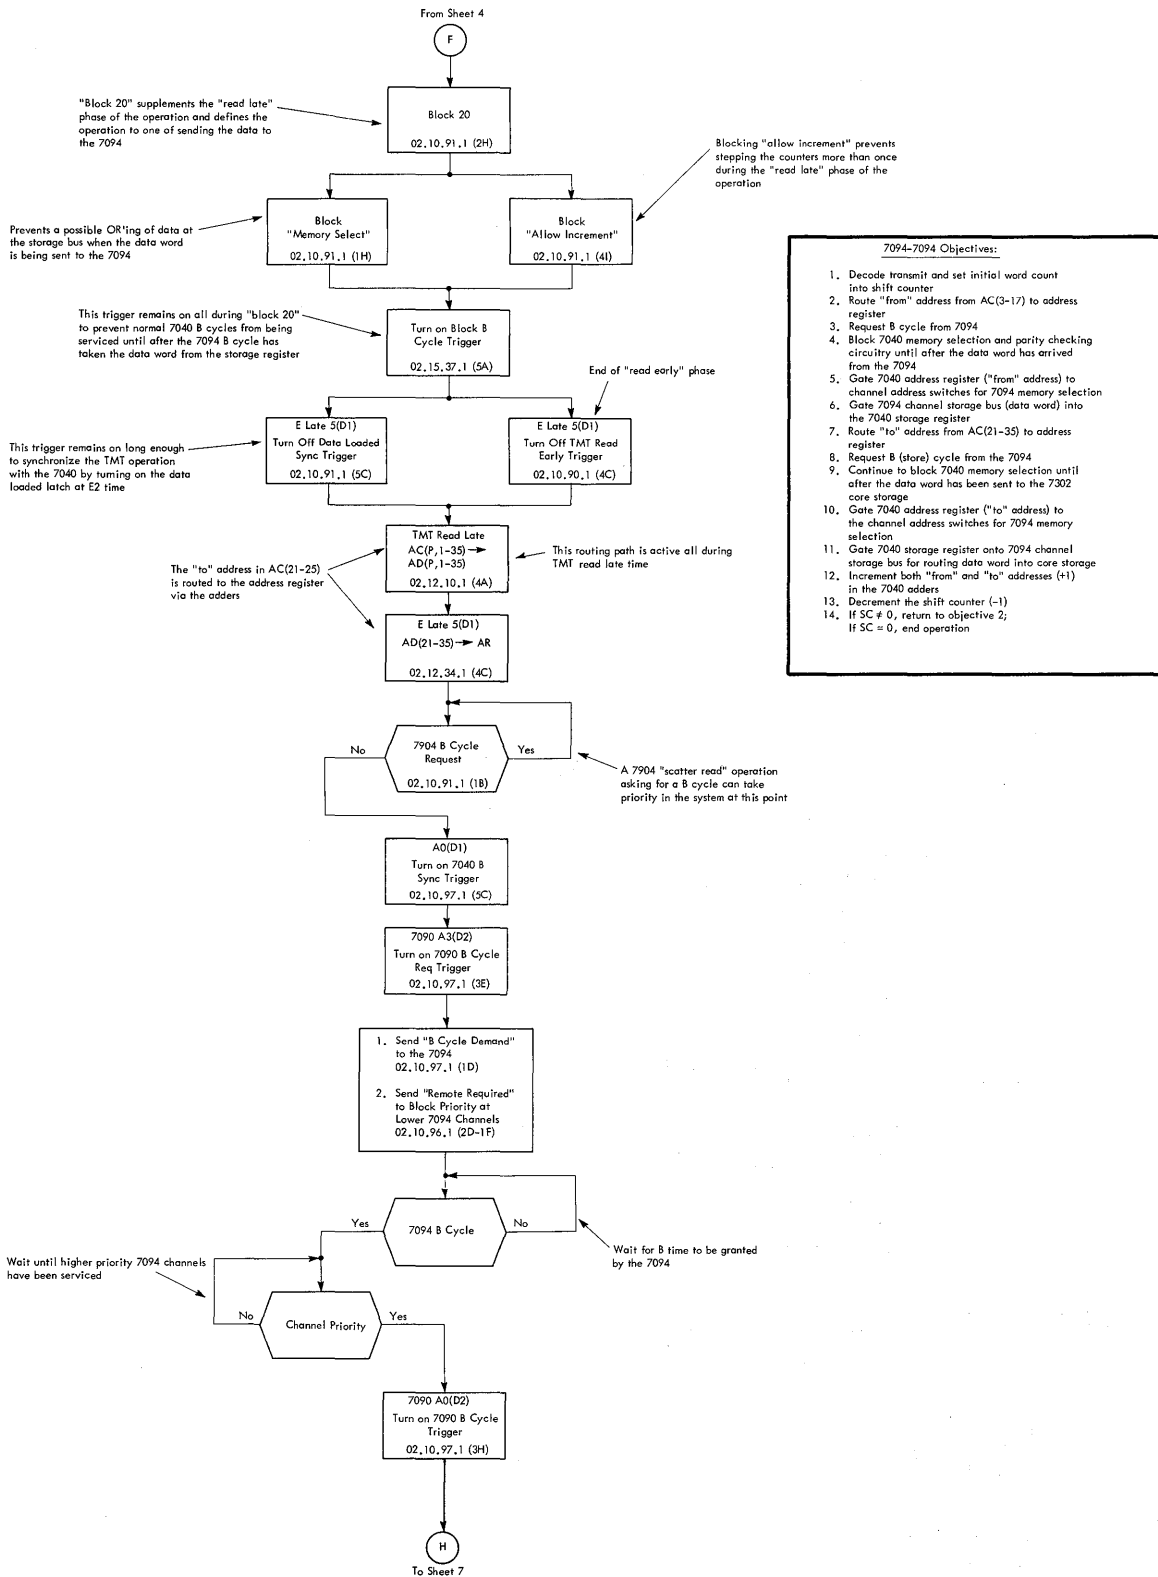 From Sheet 4
F
"Block 20" supplements the "read late"
phase of the operation and defines the
operation to one of sending the data to
the 7094
Block 20
02.10.91.1 (2H)
Blocking "allow increment" prevents
stepping the counters more than once
during the "read late" phase of the
operation
Prevents a possible OR'ing of data at
the storage bus when the data word
is being sent to the 7094
Block
"Memory Select"
02.10.91.1 (1H)
Block
"Allow Increment"
02.10.91.1 (4I)
This trigger remains on all during "block 20"
to prevent normal 7040 B cycles from being
serviced until after the 7094 B cycle has
taken the data word from the storage register
Turn on Block B
Cycle Trigger
02.15.37.1 (5A)
End of "read early" phase
This trigger remains on long enough
to synchronize the TMT operation
with the 7040 by turning on the data
loaded latch at E2 time
E Late 5(D1)
Turn Off Data Loaded
Sync Trigger
02.10.91.1 (5C)
E Late 5(D1)
Turn Off TMT Read
Early Trigger
02.10.90.1 (4C)
The "to" address in AC(21-25)
is routed to the address register
via the adders
TMT Read Late
AC(P,1-35) →
AD(P,1-35)
02.12.10.1 (4A)
This routing path is active all during
TMT read late time
E Late 5(D1)
AD(21-35) → AR
02.12.34.1 (4C)
No
7904 B Cycle
Request
02.10.91.1 (1B)
Yes
A 7904 "scatter read" operation
asking for a B cycle can take
priority in the system at this point
A0(D1)
Turn on 7040 B
Sync Trigger
02.10.97.1 (5C)
7090 A3(D2)
Turn on 7090 B Cycle
Req Trigger
02.10.97.1 (3E)
1. Send "B Cycle Demand"
to the 7094
02.10.97.1 (1D)
2. Send "Remote Required"
to Block Priority at
Lower 7094 Channels
02.10.96.1 (2D-1F)
Yes
7094 B Cycle
No
Wait for B time to be granted
by the 7094
Wait until higher priority 7094 channels
have been serviced
No
Channel Priority
Yes
7090 A0(D2)
Turn on 7090 B Cycle
Trigger
02.10.97.1 (3H)
H
To Sheet 7
7094-7094 Objectives:
1. Decode transmit and set initial word count
into shift counter
2. Route "from" address from AC(3-17) to address
register
3. Request B cycle from 7094
4. Block 7040 memory selection and parity checking
circuitry until after the data word has arrived
from the 7094
5. Gate 7040 address register ("from" address) to
channel address switches for 7094 memory selection
6. Gate 7094 channel storage bus (data word) into
the 7040 storage register
7. Route "to" address from AC(21-35) to address
register
8. Request B (store) cycle from the 7094
9. Continue to block 7040 memory selection until
after the data word has been sent to the 7302
core storage
10. Gate 7040 address register ("to" address) to
the channel address switches for 7094 memory
selection
11. Gate 7040 storage register onto 7094 channel
storage bus for routing data word into core storage
12. Increment both "from" and "to" addresses (+1)
in the 7040 adders
13. Decrement the shift counter (-1)
14. If SC ≠ 0, return to objective 2;
If SC = 0, end operation